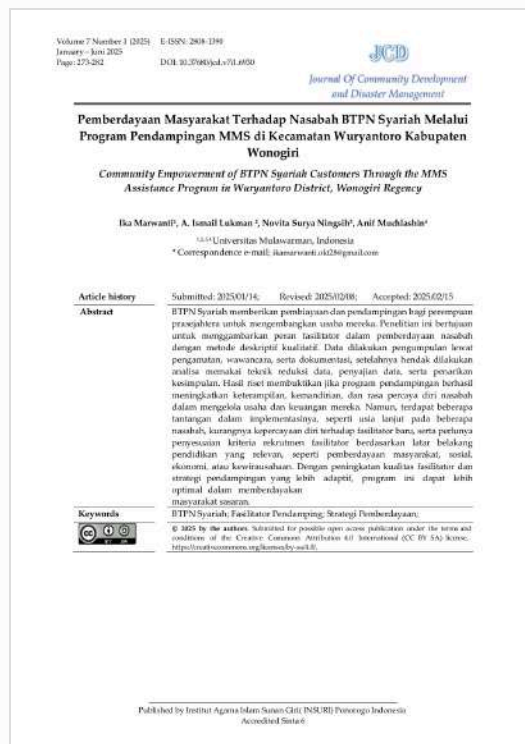 Volume 7 Number 1 (2025) E-ISSN: 2808-1390
January – Juni 2025
Page: 273-282 DOI: 10.37680/jcd.v7i1.6930
JCD
Journal Of Community Development
and Disaster Management
Pemberdayaan Masyarakat Terhadap Nasabah BTPN Syariah Melalui
Program Pendampingan MMS di Kecamatan Wuryantoro Kabupaten
Wonogiri
Community Empowerment of BTPN Syariah Customers Through the MMS
Assistance Program in Wuryantoro District, Wonogiri Regency
Ika Marwanti¹, A. Ismail Lukman ², Novita Surya Ningsih³, Anif Muchlashin⁴
1,2,3,4 Universitas Mulawarman, Indonesia
* Correspondence e-mail;
Article history Submitted: 2025/01/14; Revised: 2025/02/08; Accepted: 2025/02/15
Abstract BTPN Syariah memberikan pembiayaan dan pendampingan bagi perempuan
prasejahtera untuk mengembangkan usaha mereka. Penelitian ini bertujuan
untuk menggambarkan peran fasilitator dalam pemberdayaan nasabah
dengan metode deskriptif kualitatif. Data dilakukan pengumpulan lewat
pengamatan, wawancara, serta dokumentasi, setelahnya hendak dilakukan
analisa memakai teknik reduksi data, penyajian data, serta penarikan
kesimpulan. Hasil riset membuktikan jika program pendampingan berhasil
meningkatkan keterampilan, kemandirian, dan rasa percaya diri nasabah
dalam mengelola usaha dan keuangan mereka. Namun, terdapat beberapa
tantangan dalam implementasinya, seperti usia lanjut pada beberapa
nasabah, kurangnya kepercayaan diri terhadap fasilitator baru, serta perlunya
penyesuaian kriteria rekrutmen fasilitator berdasarkan latar belakang
pendidikan yang relevan, seperti pemberdayaan masyarakat, sosial,
ekonomi, atau kewirausahaan. Dengan peningkatan kualitas fasilitator dan
strategi pendampingan yang lebih adaptif, program ini dapat lebih
optimal dalam memberdayakan
masyarakat sasaran.
Keywords BTPN Syariah; Fasilitator Pendamping; Strategi Pemberdayaan;
© 2025 by the authors. Submitted for possible open access publication under the terms and
conditions of the Creative Commons Attribution 4.0 International (CC BY SA) license,
https://creativecommons.org/licenses/by-sa/4.0/.
Published by Institut Agama Islam Sunan Giri( INSURI) Ponorogo Indonesia
Accredited Sinta 6